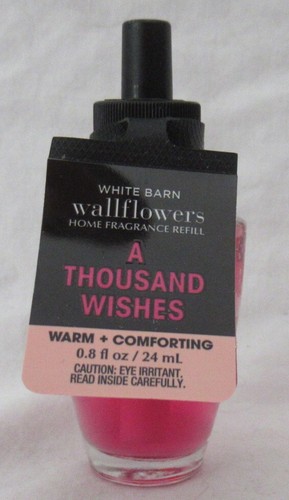 WHITE BARN
wallflowers
HOME FRAGRANCE REFILL
A
THOUSAND
WISHES
WARM + COMFORTING
0.8 fl oz / 24 mL
CAUTION: EYE IRRITANT.
READ INSIDE CAREFULLY.